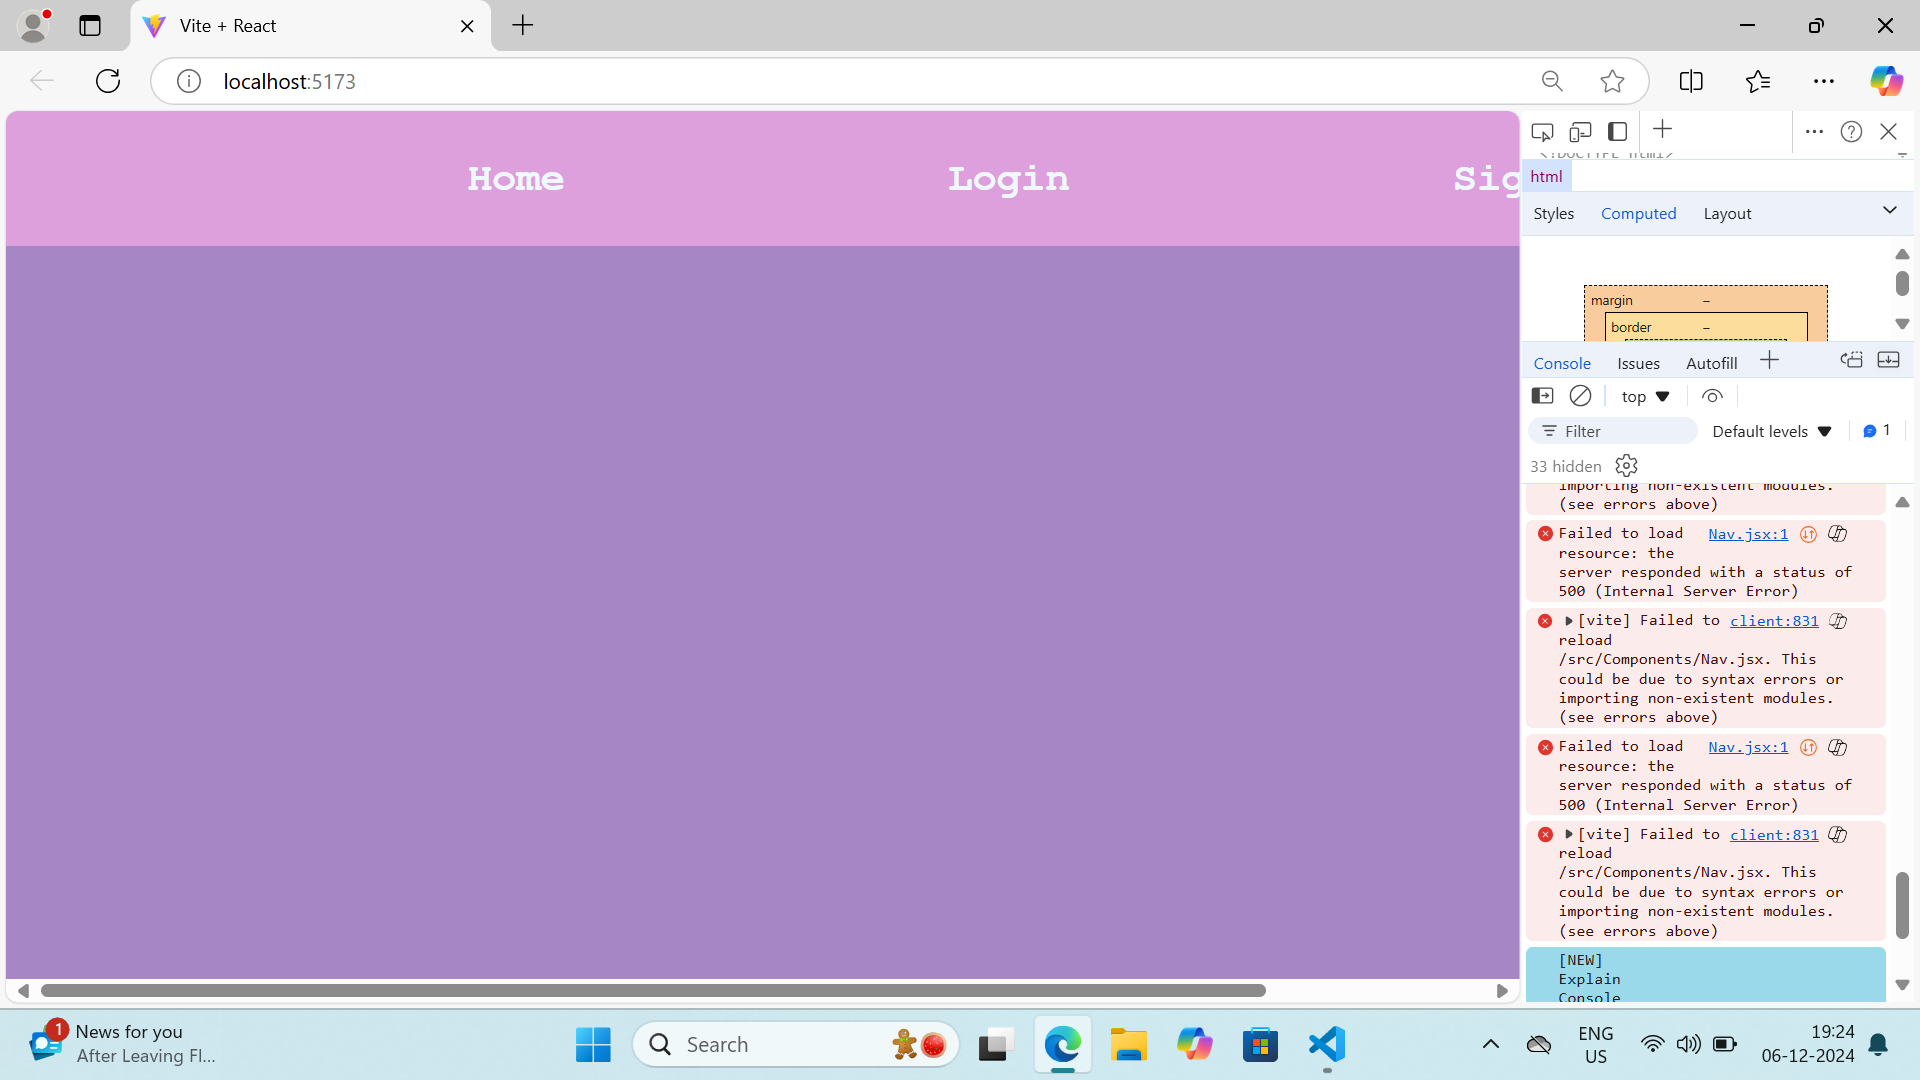 Vite + React
localhost:5173
Home
Login
Sig
<!DOCTYPE html>
html
Styles
Computed
Layout
margin
–
border
–
Console
Issues
Autofill
top
Filter
Default levels
1
33 hidden
importing non-existent modules.
(see errors above)
Failed to load Nav.jsx:1
resource: the
server responded with a status of
500 (Internal Server Error)
[vite] Failed to client:831
reload
/src/Components/Nav.jsx. This
could be due to syntax errors or
importing non-existent modules.
(see errors above)
Failed to load Nav.jsx:1
resource: the
server responded with a status of
500 (Internal Server Error)
[vite] Failed to client:831
reload
/src/Components/Nav.jsx. This
could be due to syntax errors or
importing non-existent modules.
(see errors above)
[NEW]
Explain
Console
1
News for you
After Leaving Fl...
Search
ENG
US
19:24
06-12-2024